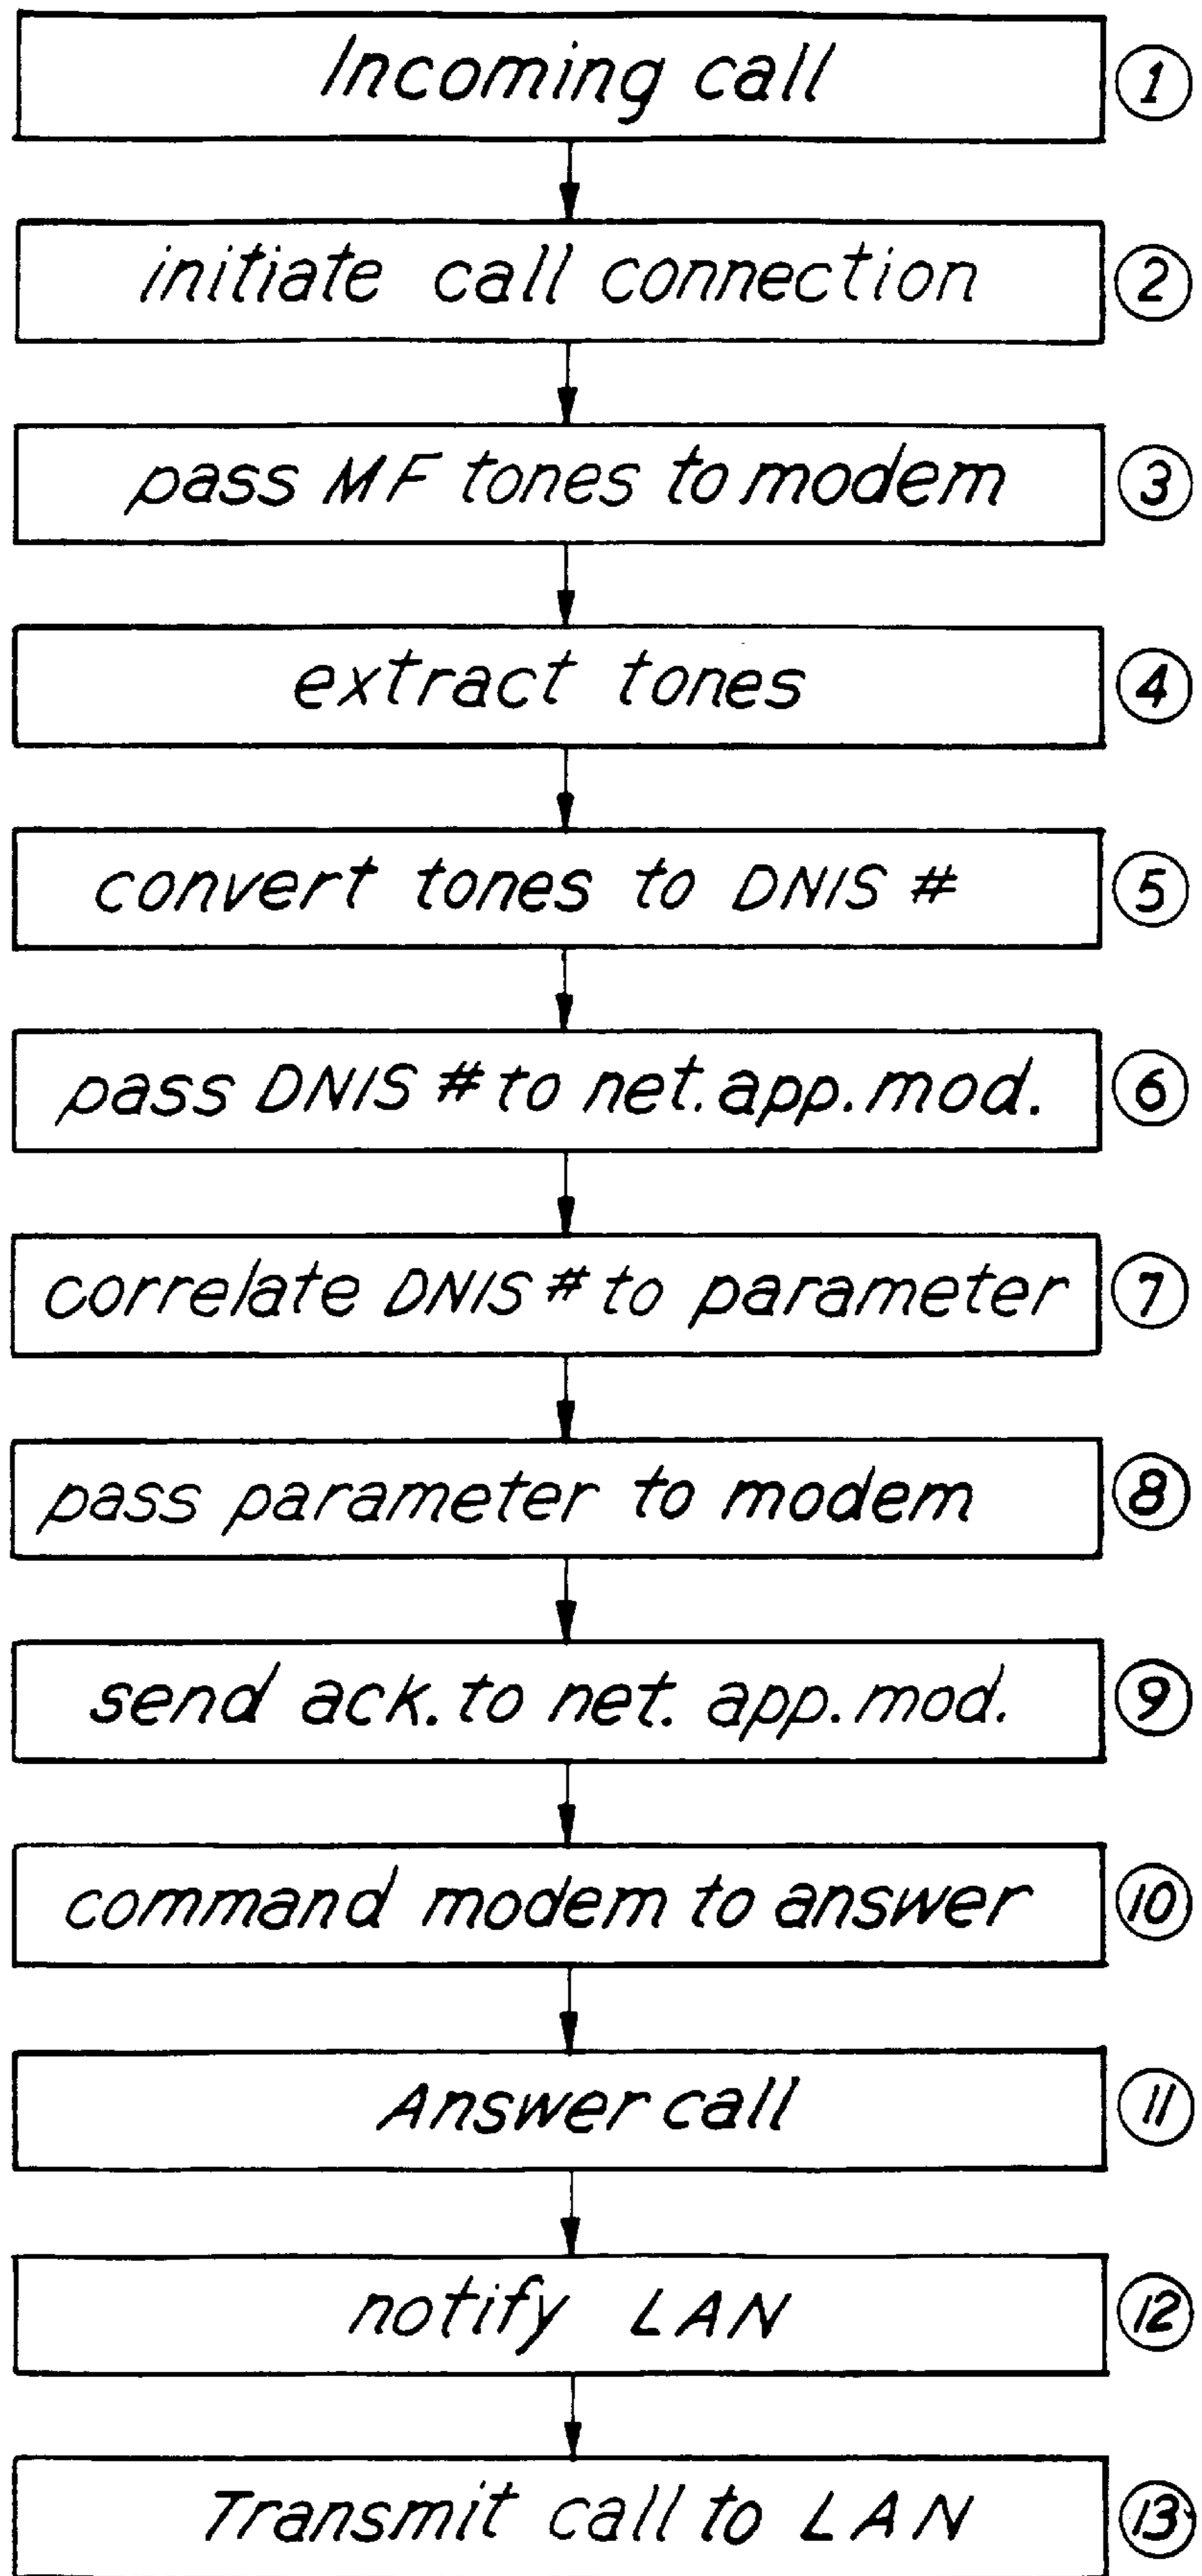 Incoming call ①
initiate call connection ②
pass MF tones to modem ③
extract tones ④
convert tones to DNIS # ⑤
pass DNIS # to net. app. mod. ⑥
correlate DNIS # to parameter ⑦
pass parameter to modem ⑧
send ack. to net. app. mod. ⑨
command modem to answer ⑩
Answer call ⑪
notify LAN ⑫
Transmit call to LAN ⑬